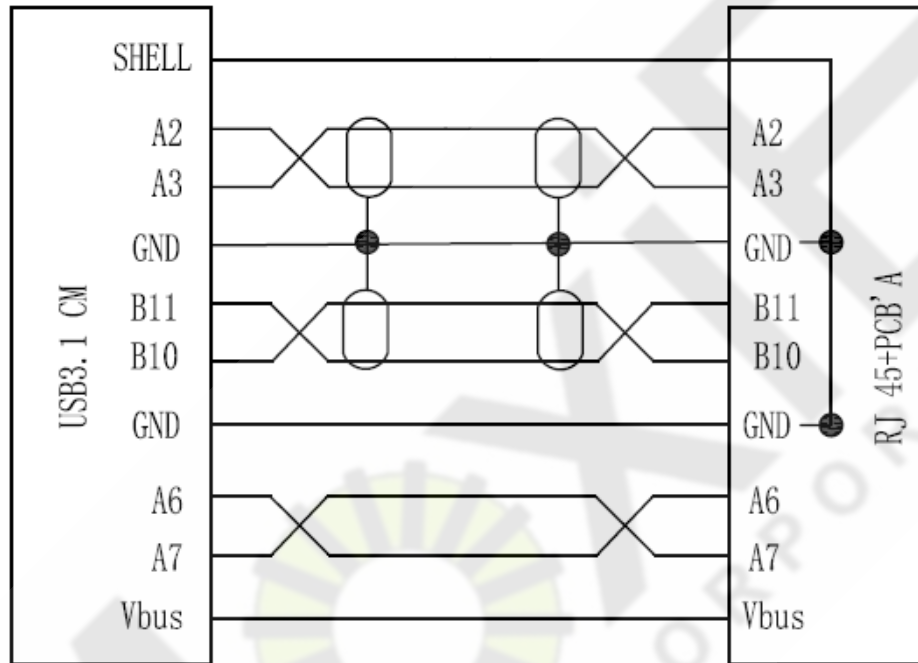 SHELL
A2 A2
A3 A3
GND GND
B11 B11
B10 B10
GND GND
A6 A6
A7 A7
Vbus Vbus
USB3.1 CM
RJ 45+PCB'A